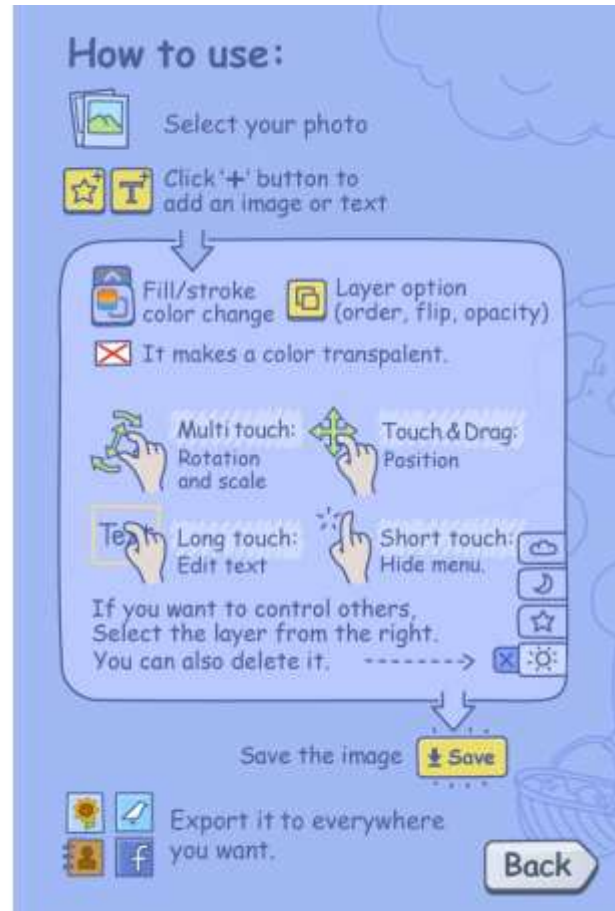 How to use:
Select your photo
Click '+' button to
add an image or text
Fill/stroke
color change
Layer option
(order, flip, opacity)
It makes a color transpalent.
Multi touch:
Rotation
and scale
Touch & Drag:
Position
Text
Long touch:
Edit text
Short touch:
Hide menu.
If you want to control others,
Select the layer from the right.
You can also delete it.
Save the image
Save
Export it to everywhere
you want.
Back